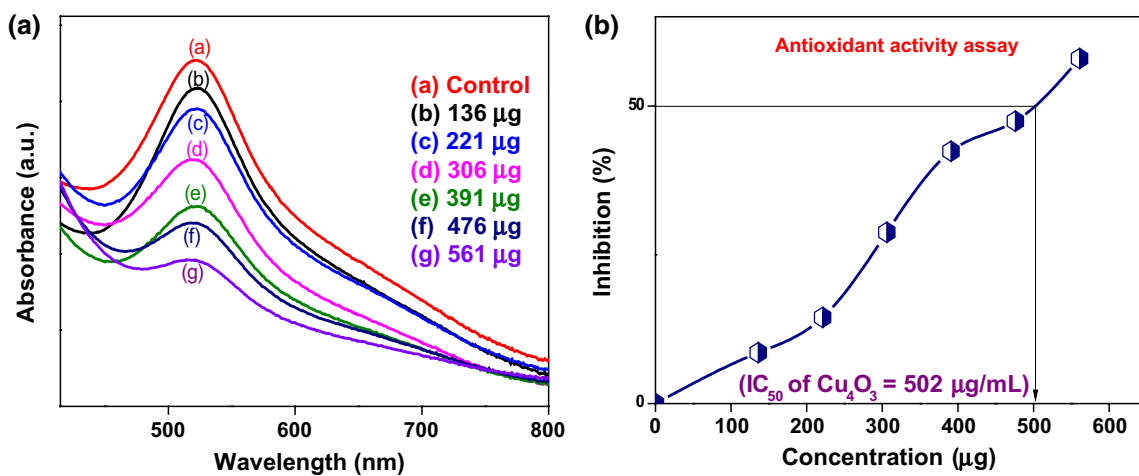 (a)
(a)
(b)
(c)
(d)
(e)
(f)
(g)
(a) Control
(b) 136 μg
(c) 221 μg
(d) 306 μg
(e) 391 μg
(f) 476 μg
(g) 561 μg
Absorbance (a.u.)
500 600 700 800
Wavelength (nm)
(b)
Antioxidant activity assay
50
Inhibition (%)
(IC₅₀ of Cu₄O₃ = 502 μg/mL)
0
0 100 200 300 400 500 600
Concentration (μg)